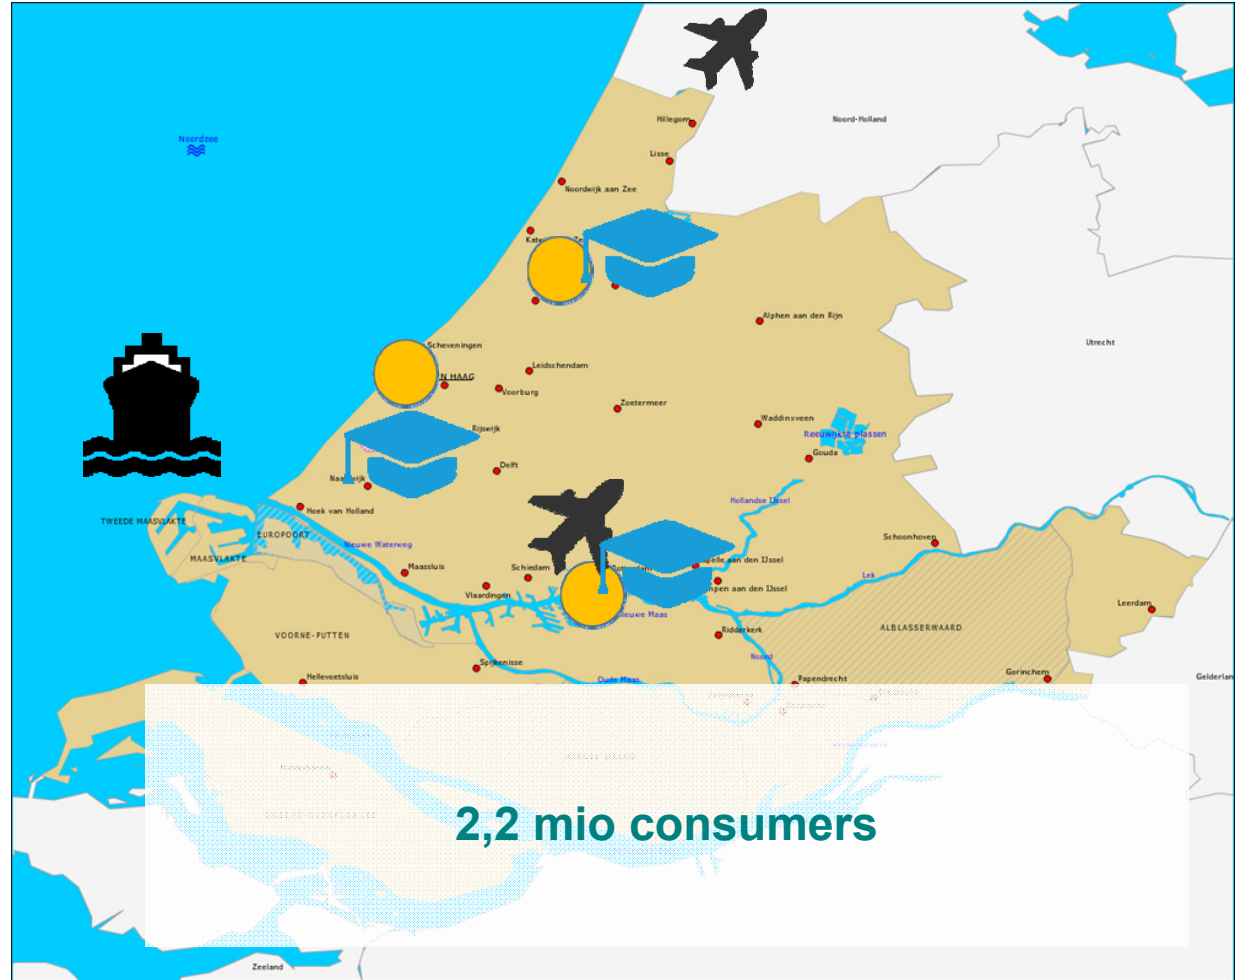 Hillegom
Noord-Holland
Noordzee
Lisse
Noordwijk aan Zee
Alphen aan den Rijn
Scheveningen
Utrecht
Leidschendam
N HAAG
Voorburg
Zoetermeer
Waddinxveen
Rijswijk
Reeuwijkse plassen
Gouda
Delft
Hollandse IJssel
Hoek van Holland
TWEEDE MAASVLAKTE
EUROPOORT
Schoonhoven
Nieuwe Waterweg
MAASVLAKTE
Maassluis
Schiedam
Lek
Vlaardingen
Leerdam
ALBLASSERWAARD
Ridderkerk
VOORNE-PUTTEN
Noord
Spijkenisse
Gorinchem
Hellevoetsluis
Oude Maas
Papendrecht
Gelderlan
2,2 mio consumers
Zeeland